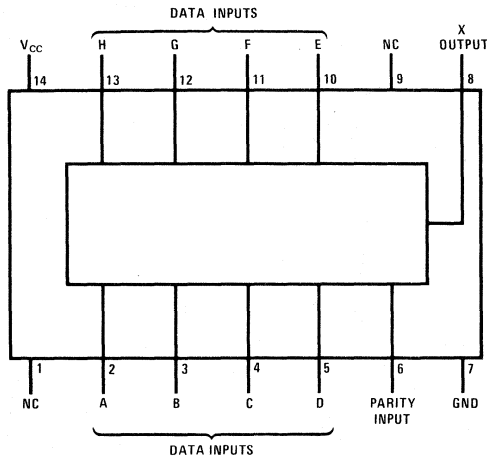 DATA INPUTS
VCC H G F E NC X
OUTPUT
14 13 12 11 10 9 8
1 2 3 4 5 6 7
NC A B C D PARITY GND
INPUT
DATA INPUTS